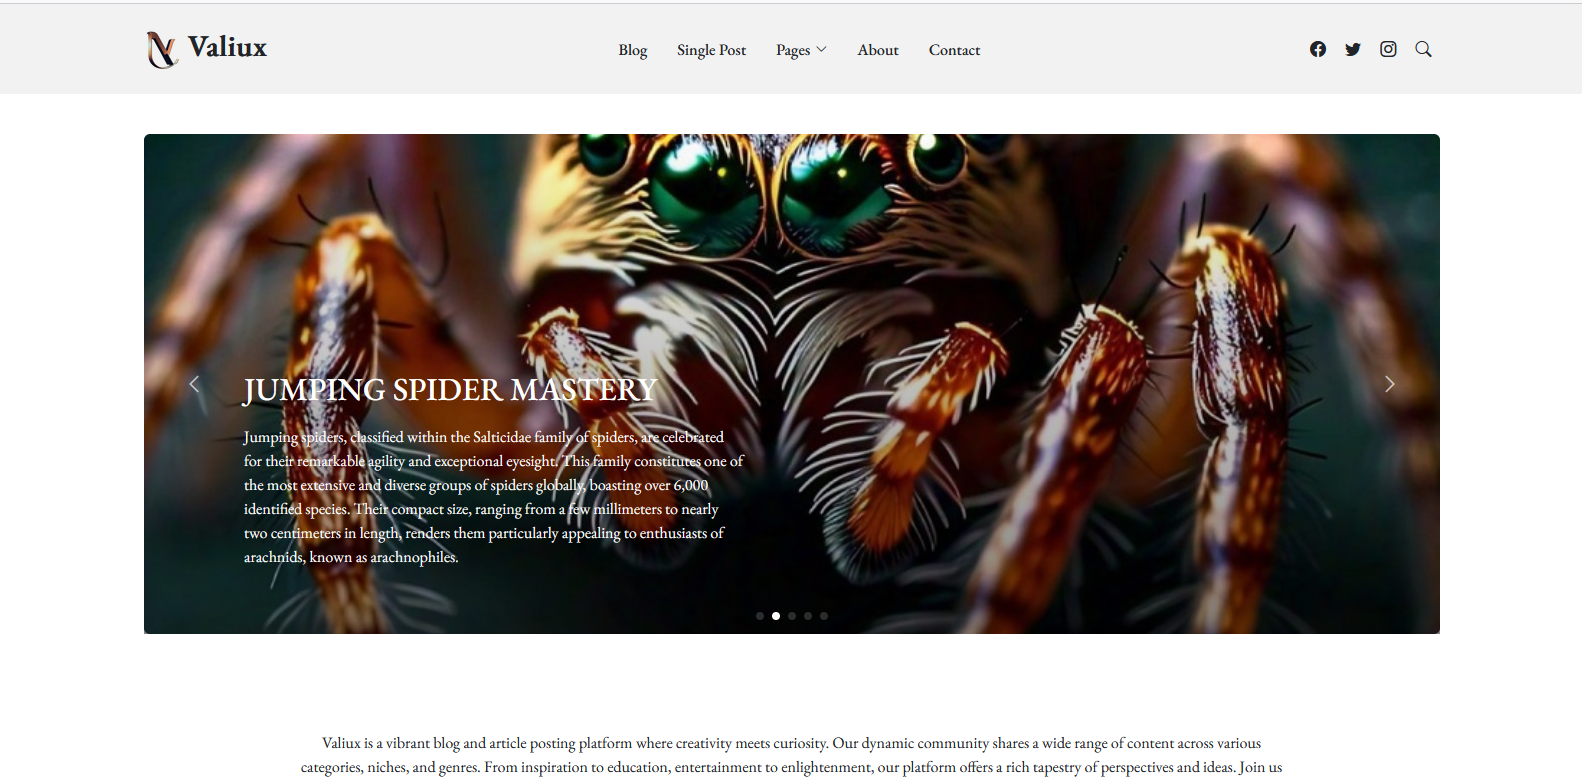 Valiux
Blog Single Post Pages About Contact
JUMPING SPIDER MASTERY
Jumping spiders, classified within the Salticidae family of spiders, are celebrated
for their remarkable agility and exceptional eyesight. This family constitutes one of
the most extensive and diverse groups of spiders globally, boasting over 6,000
identified species. Their compact size, ranging from a few millimeters to nearly
two centimeters in length, renders them particularly appealing to enthusiasts of
arachnids, known as arachnophiles.
Valiux is a vibrant blog and article posting platform where creativity meets curiosity. Our dynamic community shares a wide range of content across various
categories, niches, and genres. From inspiration to education, entertainment to enlightenment, our platform offers a rich tapestry of perspectives and ideas. Join us